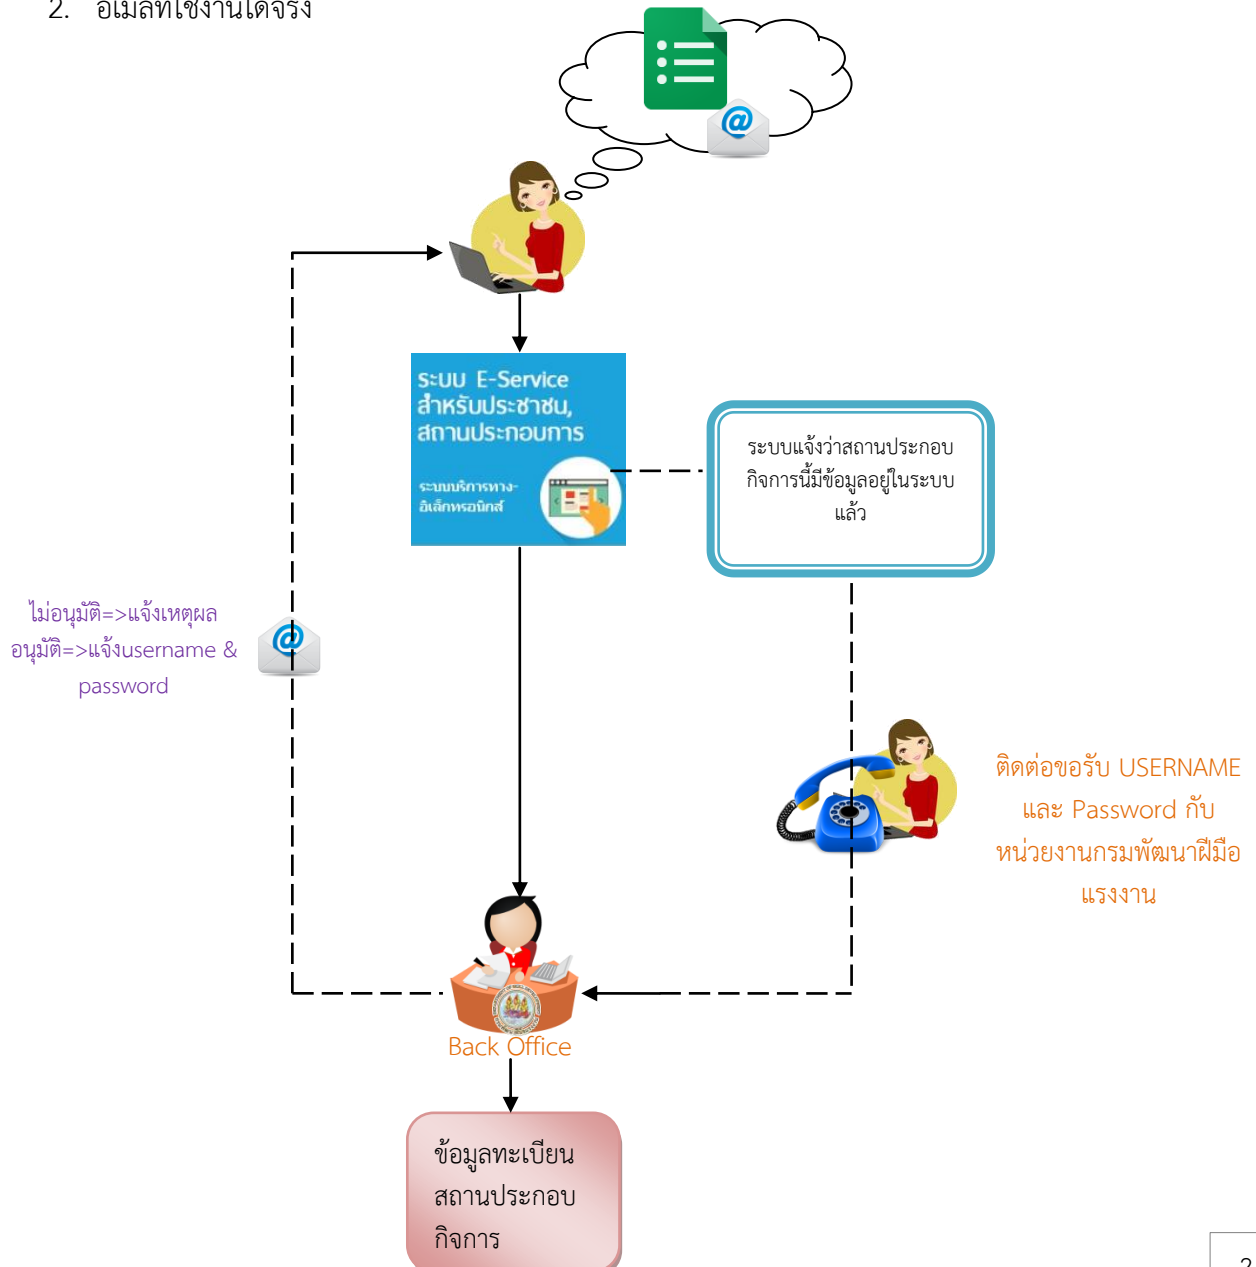 2. อีเมลที่ใช้งานได้จริง
ระบบ E-Service
สำหรับประชาชน,
สถานประกอบการ
ระบบบริการทาง-
อิเล็กทรอนิกส์
ระบบแจ้งว่าสถานประกอบ
กิจการนี้มีข้อมูลอยู่ในระบบ
แล้ว
ไม่อนุมัติ=>แจ้งเหตุผล
อนุมัติ=>แจ้งusername &
password
ติดต่อขอรับ USERNAME
และ Password กับ
หน่วยงานกรมพัฒนาฝีมือ
แรงงาน
Back Office
ข้อมูลทะเบียน
สถานประกอบ
กิจการ
2